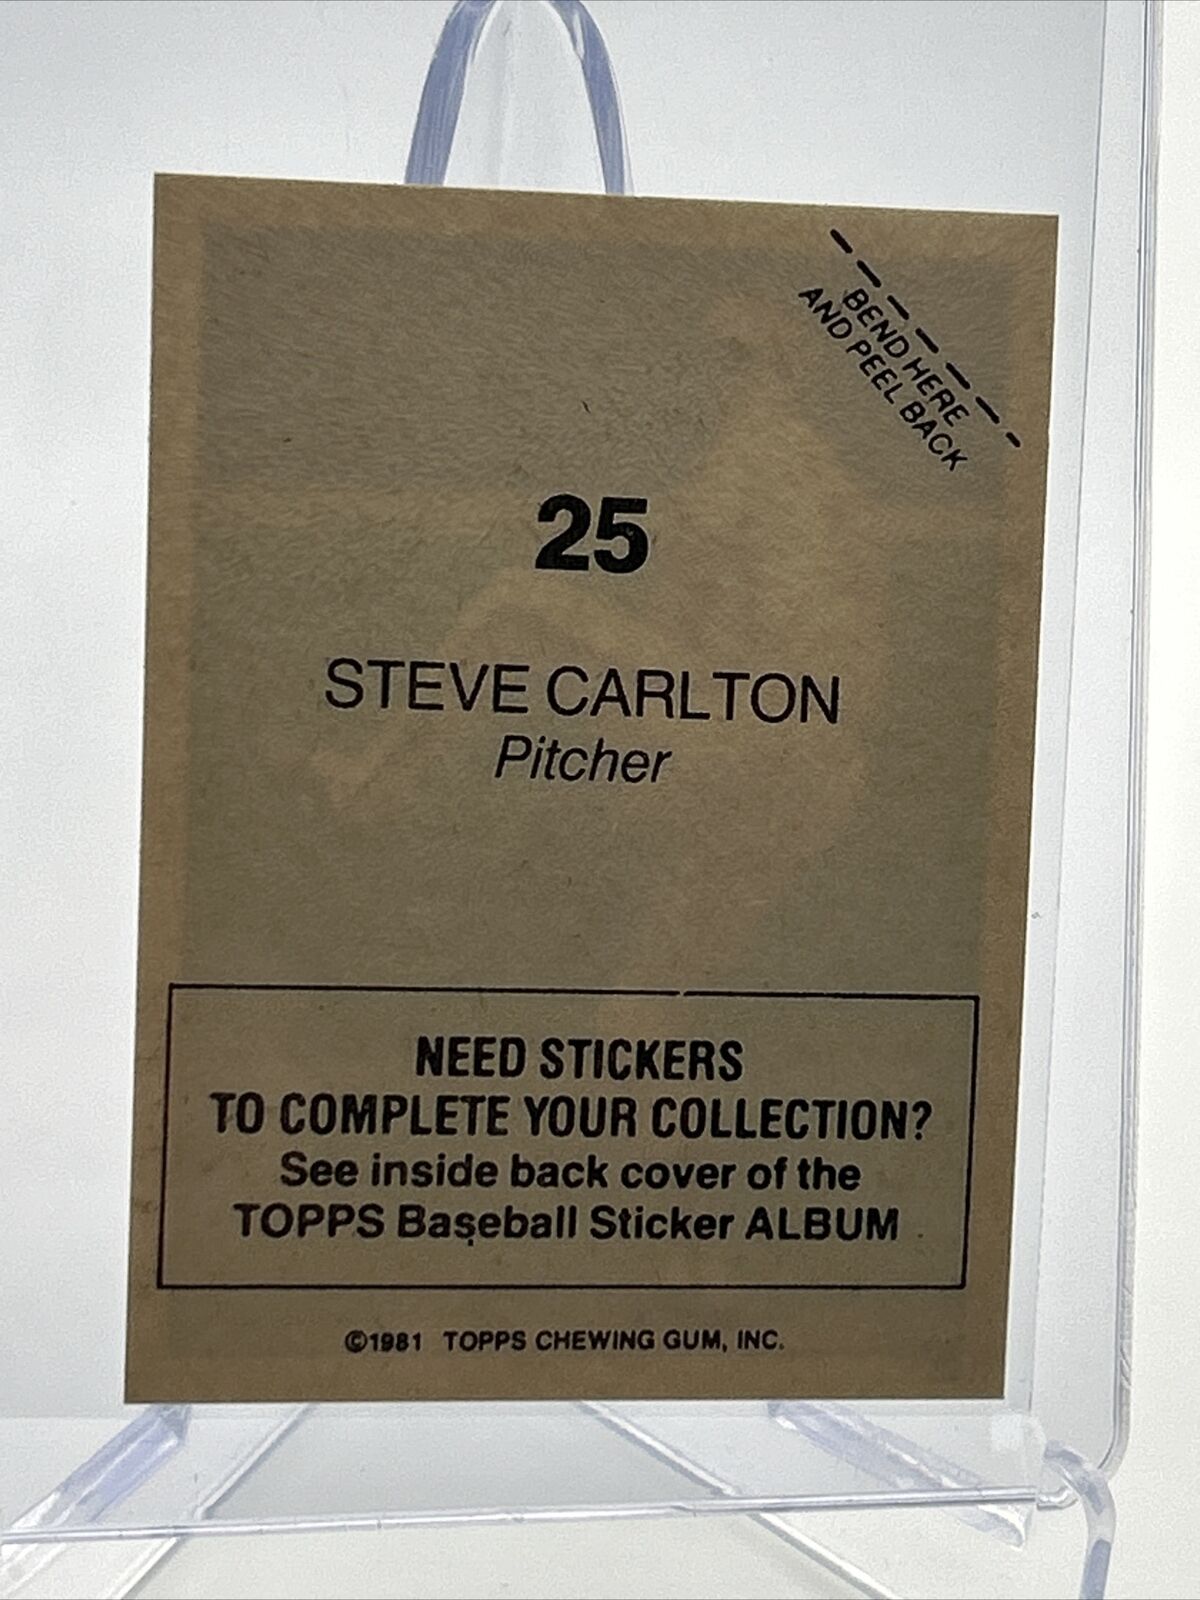 BEND HERE
AND PEEL BACK
25
STEVE CARLTON
Pitcher
NEED STICKERS
TO COMPLETE YOUR COLLECTION?
See inside back cover of the
TOPPS Baseball Sticker ALBUM
©1981 TOPPS CHEWING GUM, INC.